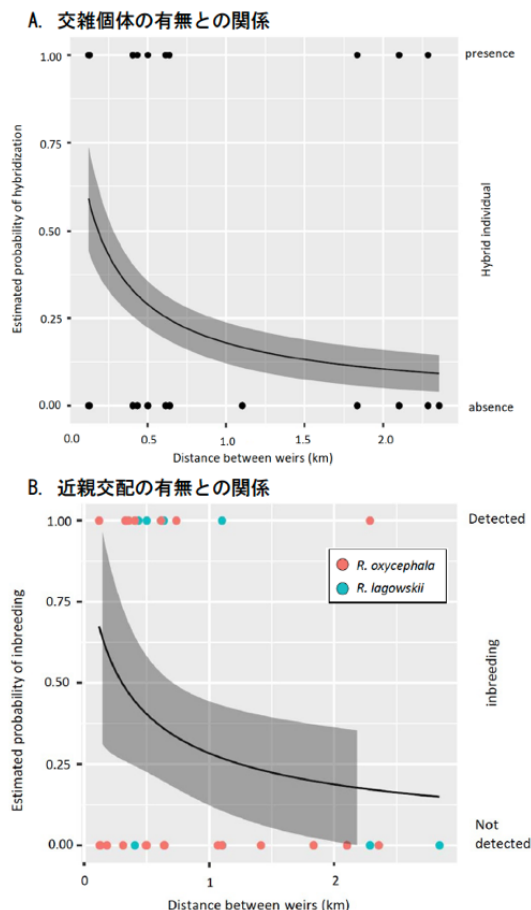 A. 交雑個体の有無との関係
1.00
0.75
0.50
0.25
0.00
0.0
0.5
1.0
1.5
2.0
Estimated probability of hybridization
Distance between weirs (km)
presence
Hybrid individual
absence
B. 近親交配の有無との関係
1.00
0.75
0.50
0.25
0.00
0
1
2
Estimated probability of inbreeding
Distance between weirs (km)
Detected
R. oxycephala
R. lagowskii
inbreeding
Not
detected